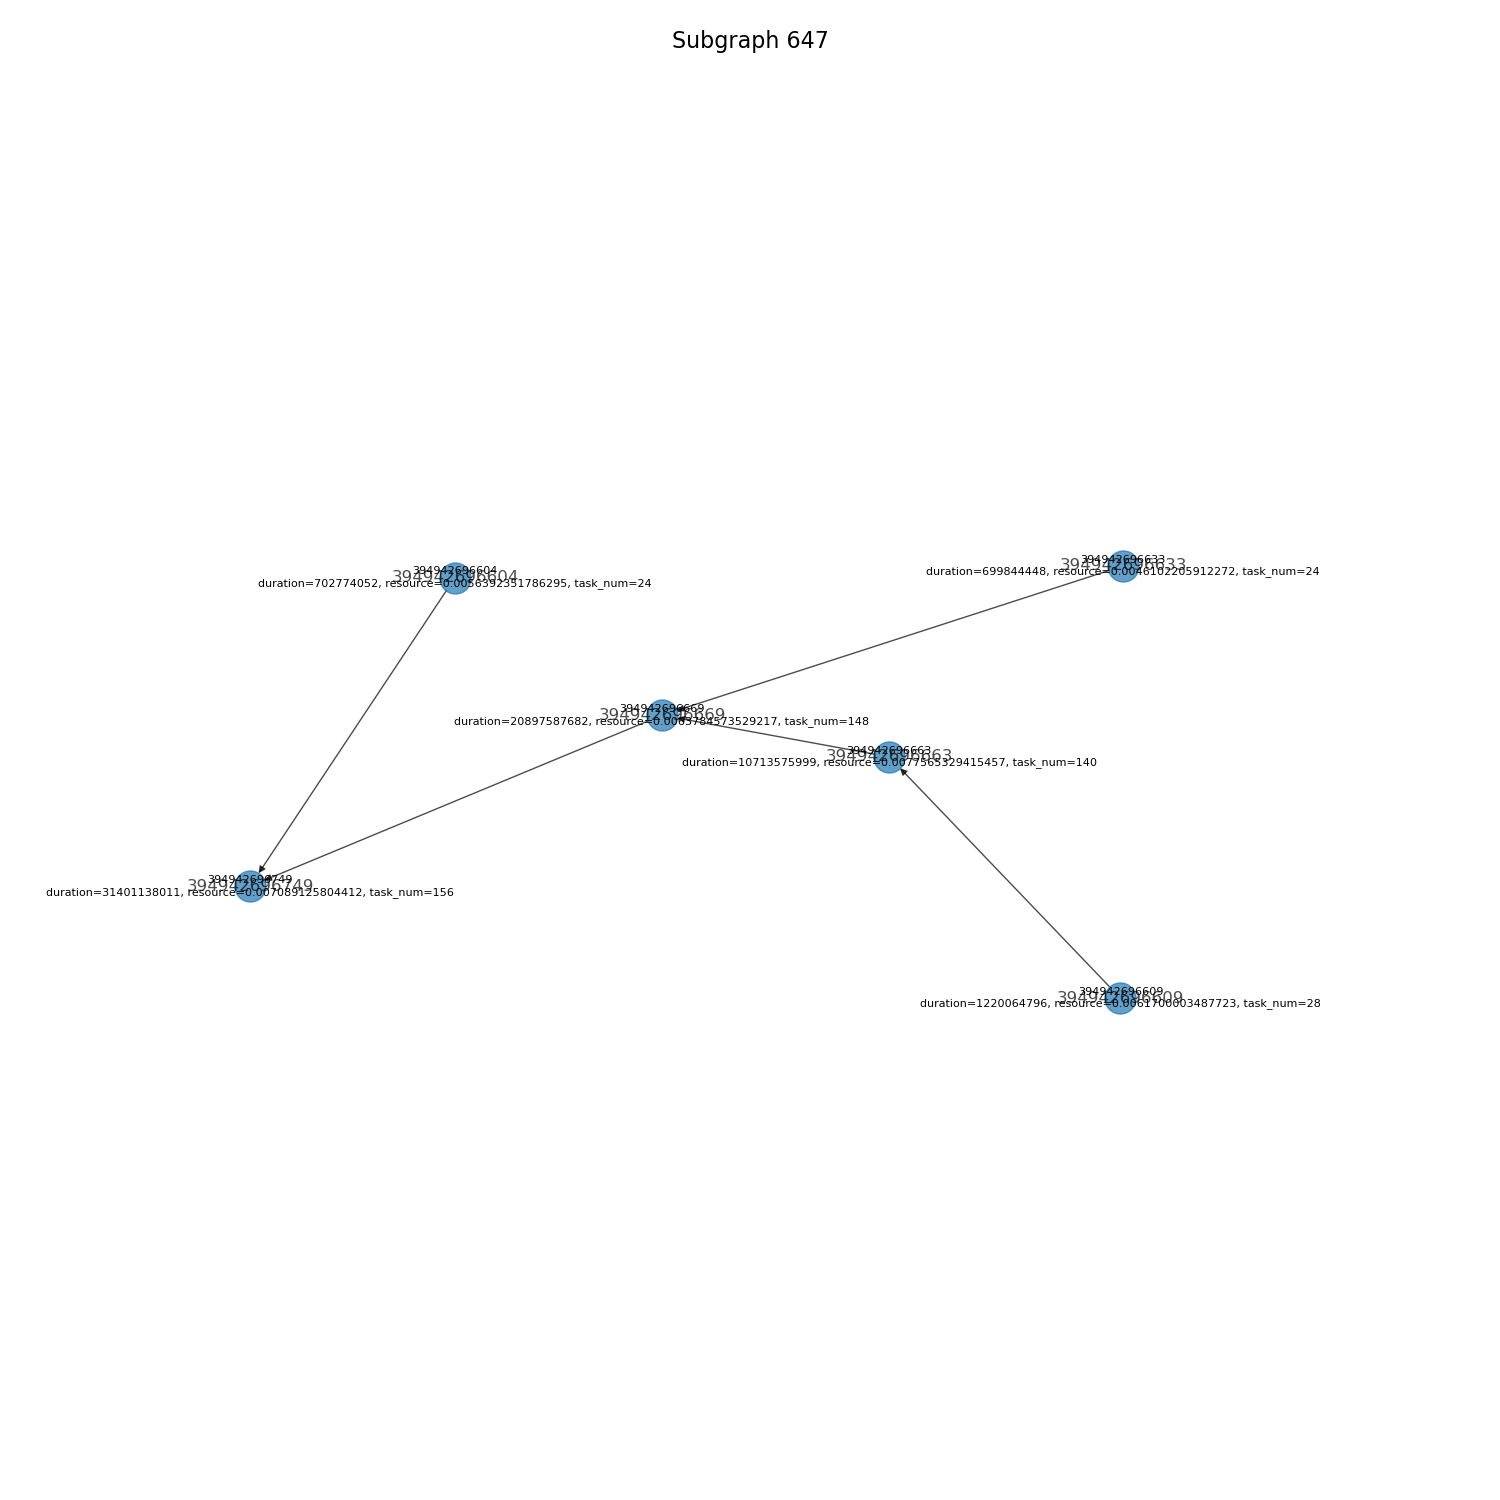 Subgraph 647
394942696633
394942696633
duration=699844448, resource=0.0046102205912272, task_num=24
394942696604
394942696604
duration=702774052, resource=0.0056392351786295, task_num=24
394942696669
394942696669
duration=20897587682, resource=0.0063784573529217, task_num=148
394942696663
394942696663
duration=10713575999, resource=0.0077565329415457, task_num=140
394942696749
394942696749
duration=31401138011, resource=0.007089125804412, task_num=156
394942696609
394942696609
duration=1220064796, resource=0.0061700003487723, task_num=28